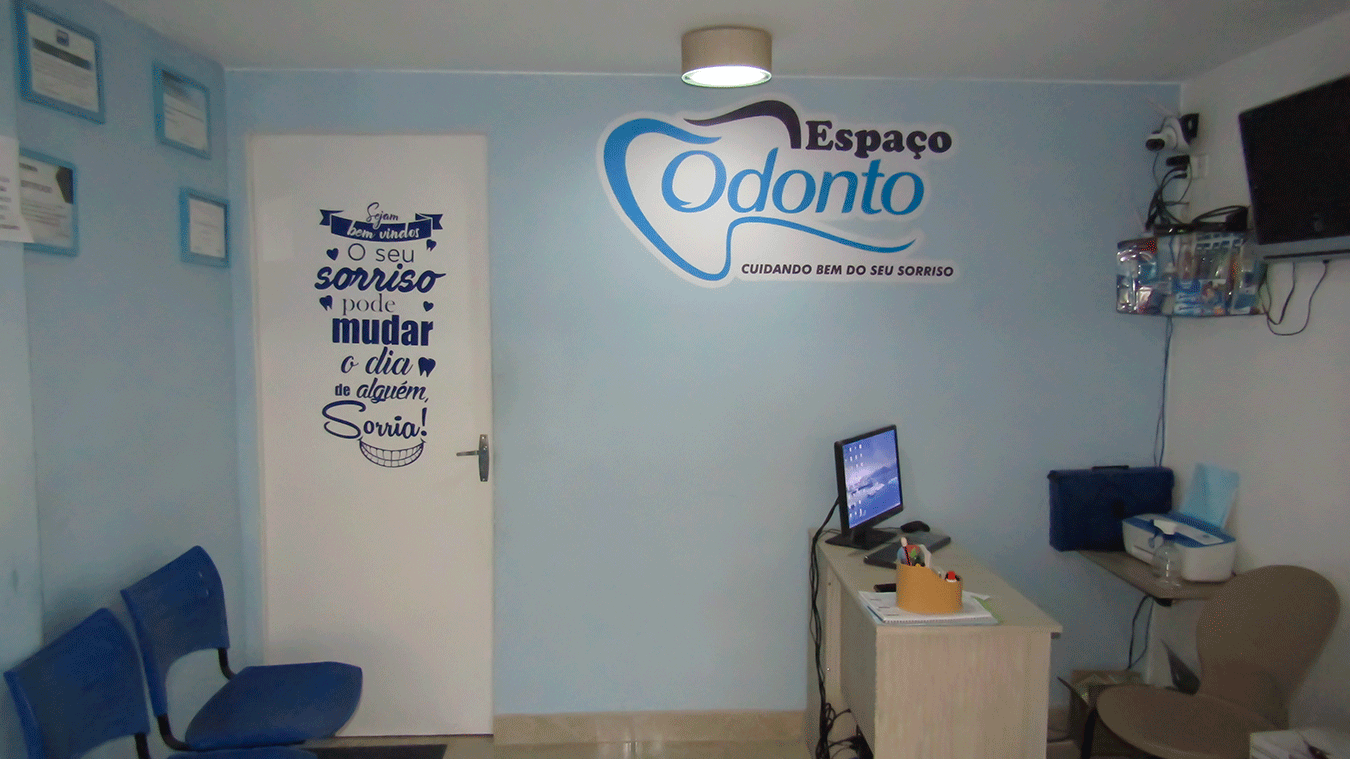 Sejam
bem vindos
O seu
sorriso
pode
mudar
o dia
de alguém,
Sorria!
Espaço
Odonto
CUIDANDO BEM DO SEU SORRISO